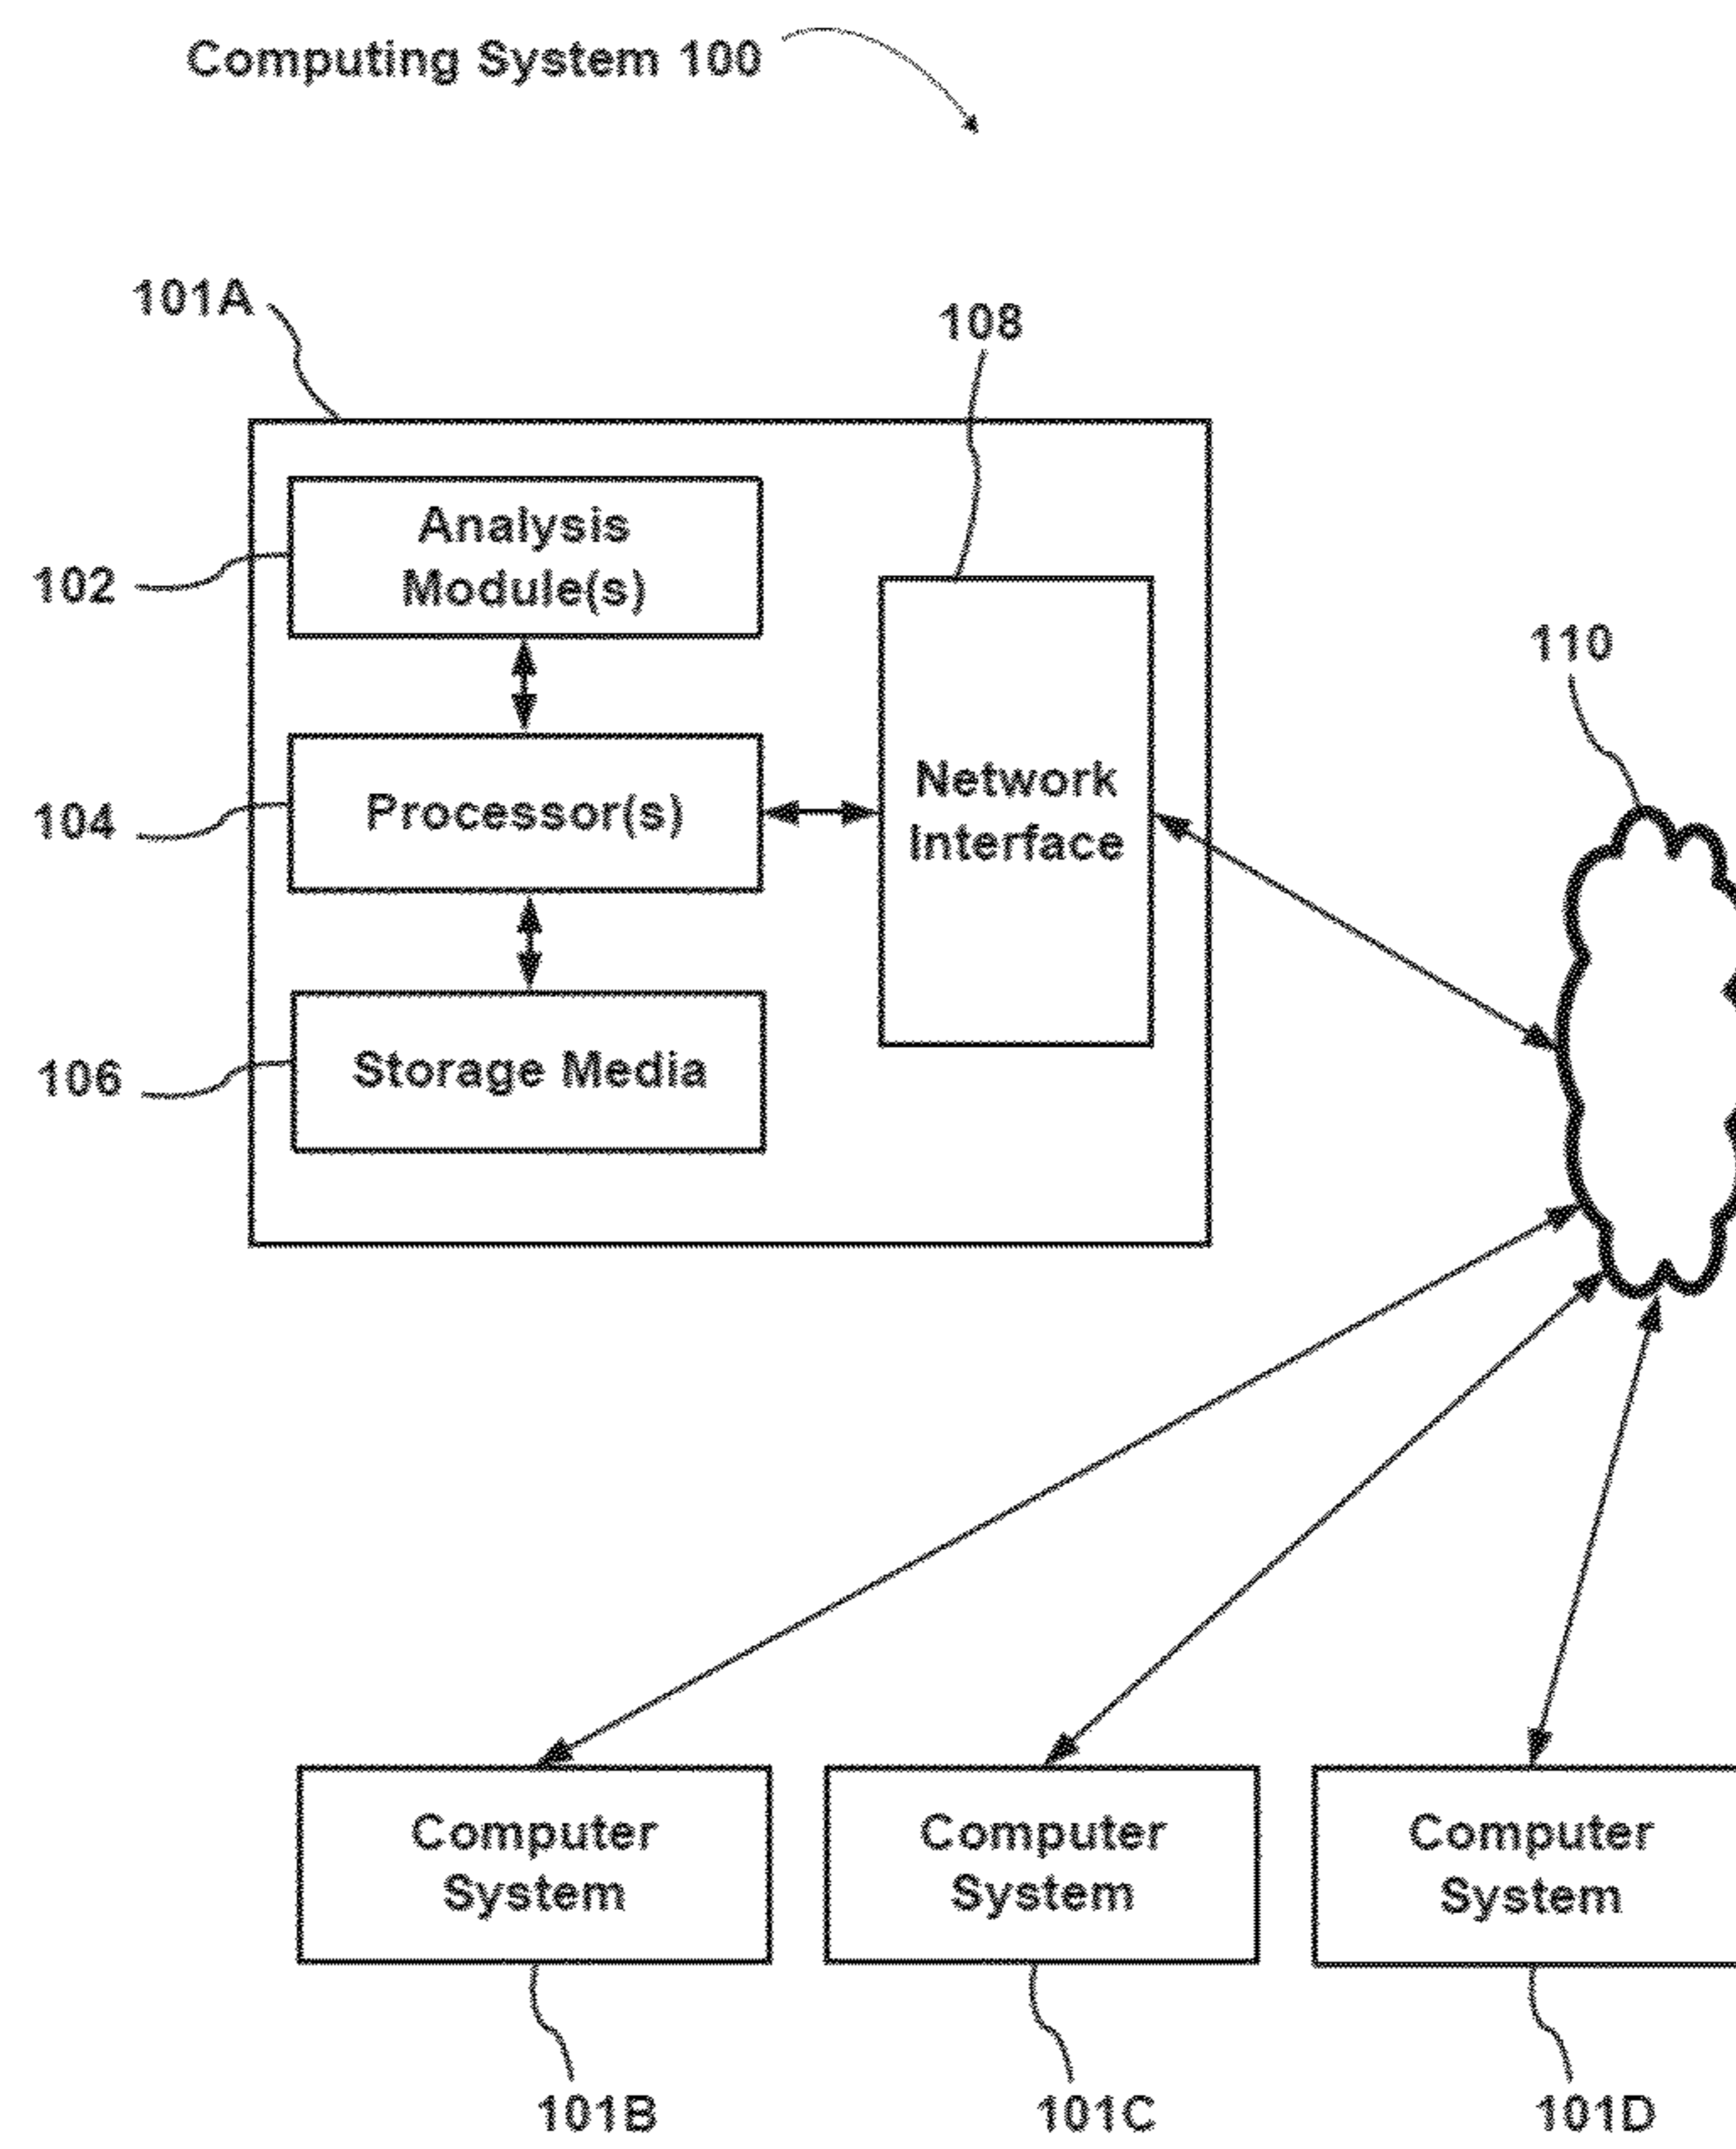 Computing System 100
101A
108
Analysis
Module(s)
102
110
Network
Interface
Processor(s)
104
Storage Media
106
Computer
System
Computer
System
Computer
System
101B
101C
101D